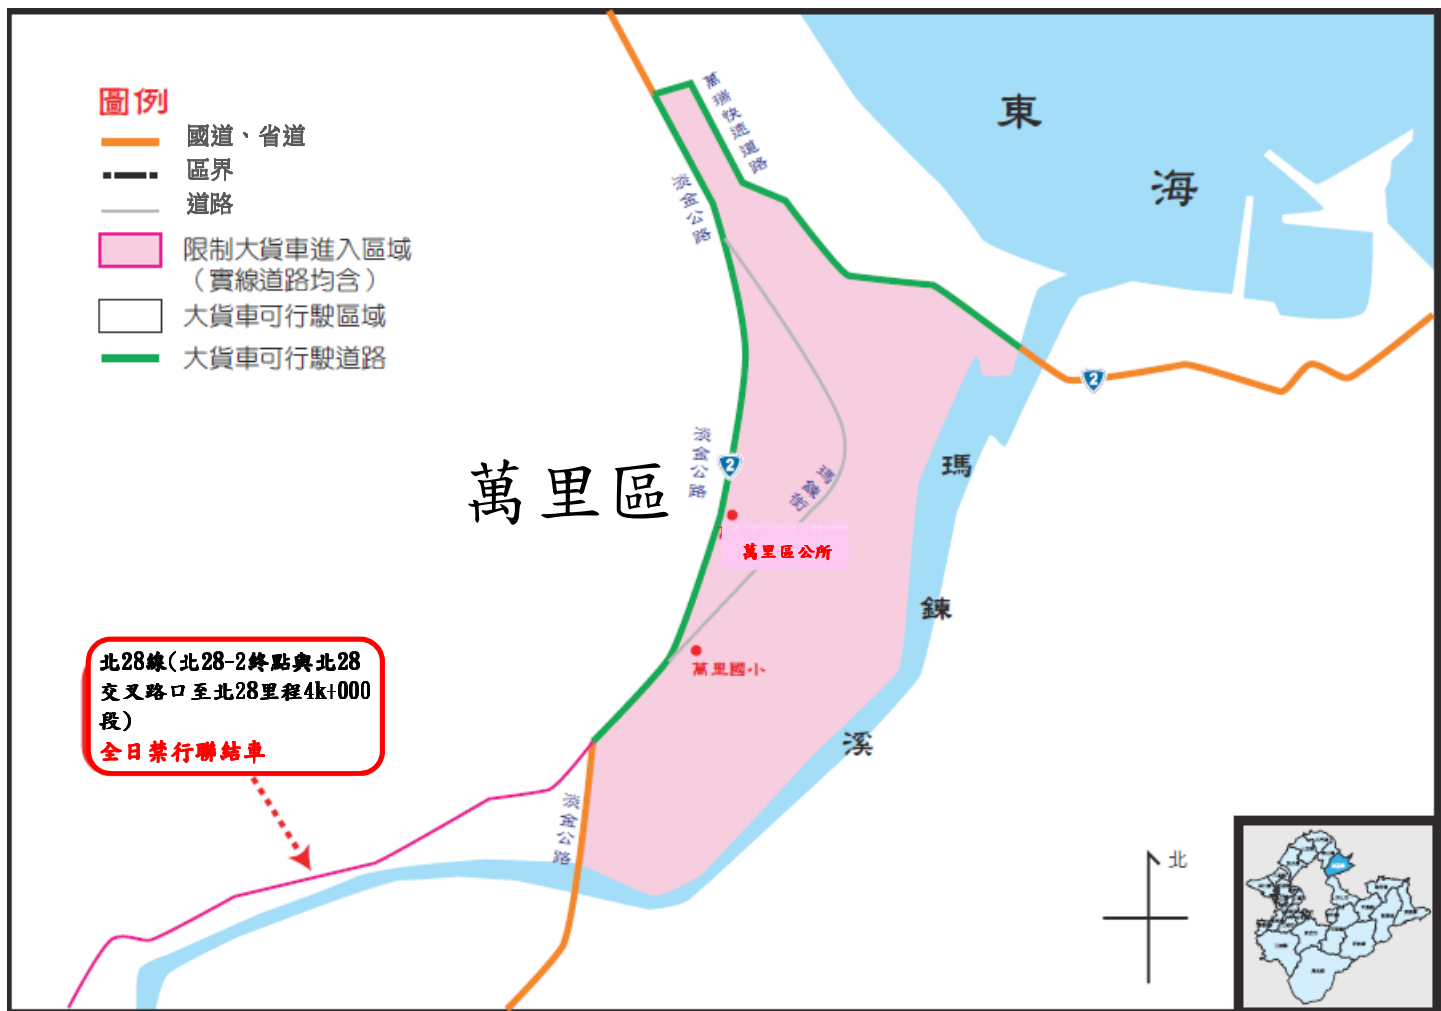 圖例
國道、省道
區界
道路
限制大貨車進入區域
（實線道路均含）
大貨車可行駛區域
大貨車可行駛道路
東
海
萬瑞快速道路
淡金公路
淡金公路
2
2
瑪鋉街
萬里區
萬里區公所
萬里國小
瑪
鋉
溪
北28線(北28-2終點與北28
交叉路口至北28里程4k+000
段)
全日禁行聯結車
淡金公路
北